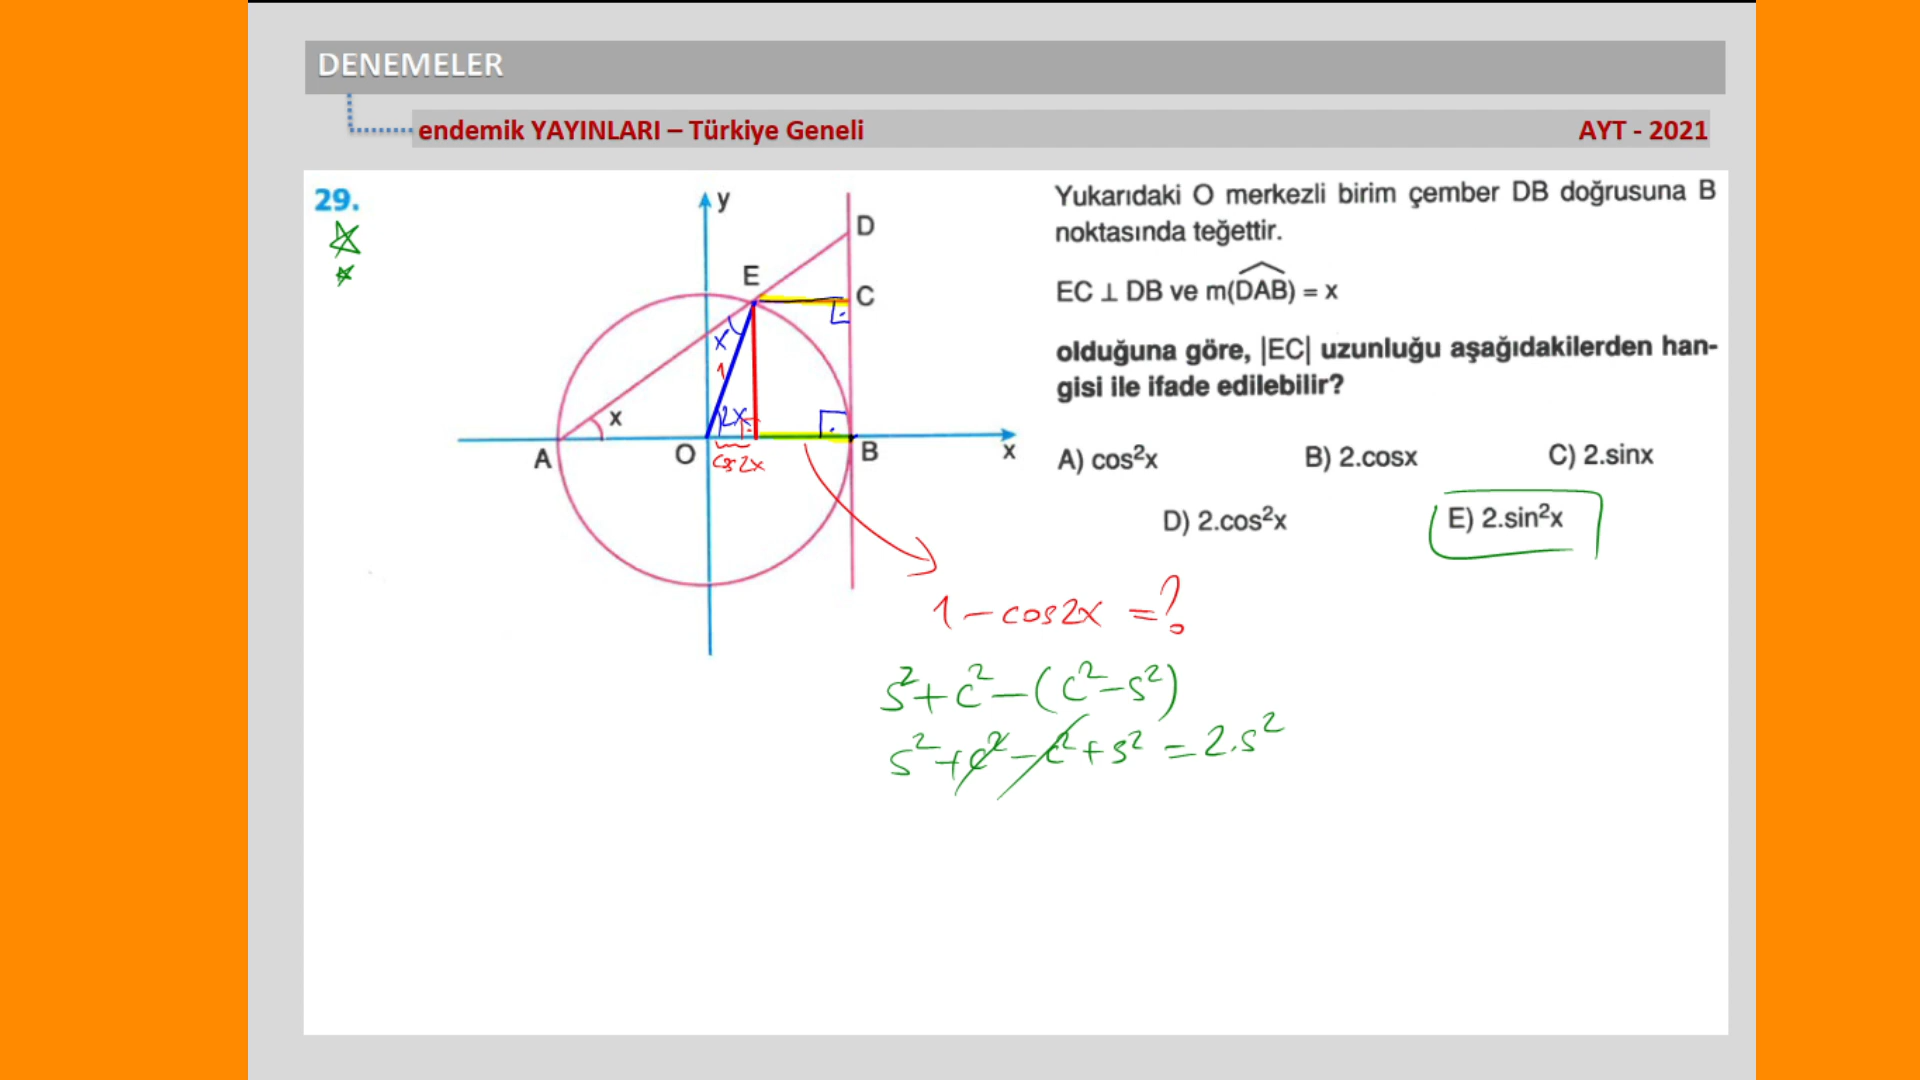 DENEMELER
endemik YAYINLARI – Türkiye Geneli
AYT - 2021
29.
y
D
E
C
x
1
x
2x
A
O
cos2x
B
x
Yukarıdaki O merkezli birim çember DB doğrusuna B
noktasında teğettir.
EC ⊥ DB ve m(DAB) = x
olduğuna göre, |EC| uzunluğu aşağıdakilerden han-
gisi ile ifade edilebilir?
A) cos²x B) 2.cosx C) 2.sinx
D) 2.cos²x E) 2.sin²x
1 - cos2x = ?
s² + c² - (c² - s²)
s² + c² - c² + s² = 2.s²